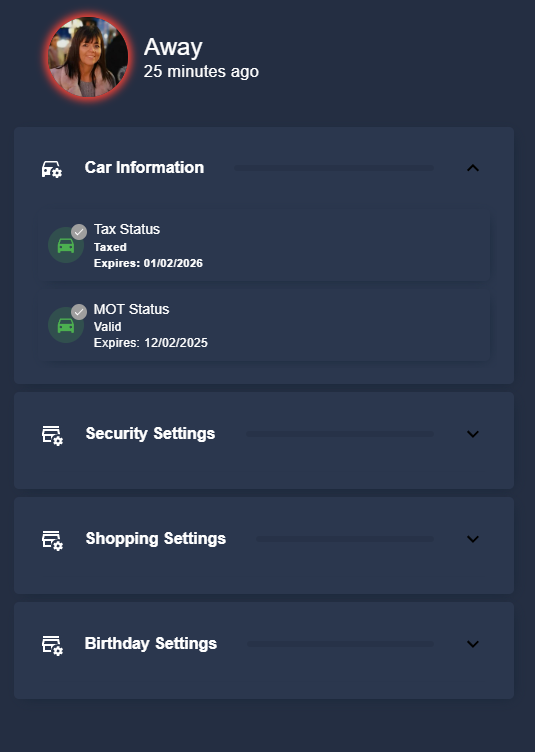 Away
25 minutes ago
Car Information
Tax Status
Taxed
Expires: 01/02/2026
MOT Status
Valid
Expires: 12/02/2025
Security Settings
Shopping Settings
Birthday Settings